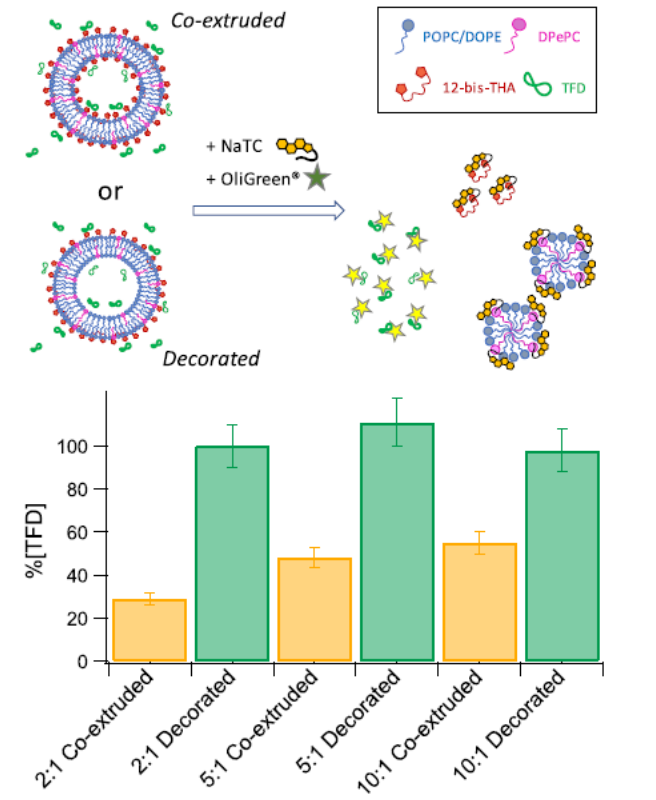 Co-extruded
POPC/DOPE
DPePC
12-bis-THA
TFD
+ NaTC
+ OliGreen®
or
Decorated
%[TFD]
100
80
60
40
20
0
2:1 Co-extruded
2:1 Decorated
5:1 Co-extruded
5:1 Decorated
10:1 Co-extruded
10:1 Decorated